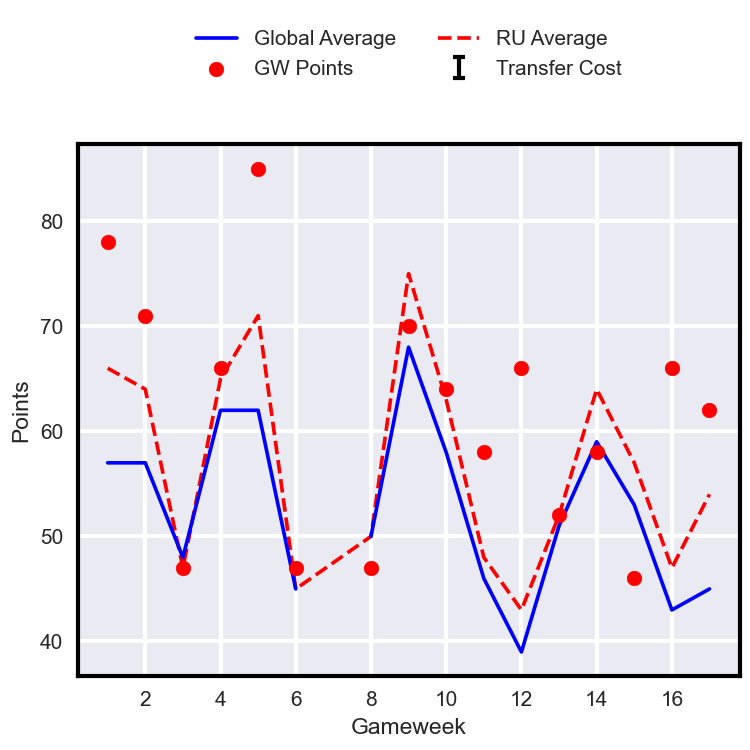 Global Average
RU Average
GW Points
Transfer Cost
80
70
60
50
40
Points
2 4 6 8 10 12 14 16
Gameweek